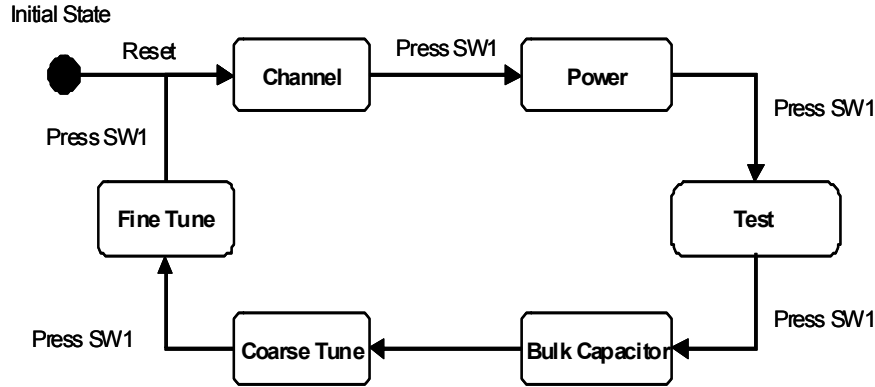 Initial State
Reset
Channel
Press SW1
Power
Press SW1
Press SW1
Fine Tune
Test
Press SW1
Press SW1
Coarse Tune
Bulk Capacitor